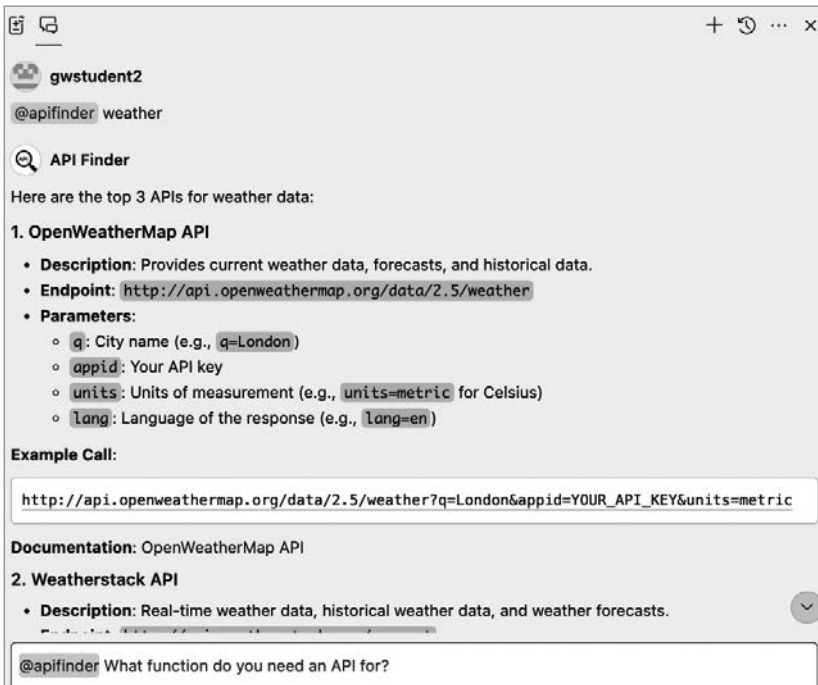 gwstudent2
@apifinder weather
API Finder
Here are the top 3 APIs for weather data:
1. OpenWeatherMap API
• Description: Provides current weather data, forecasts, and historical data.
• Endpoint: http://api.openweathermap.org/data/2.5/weather
• Parameters:
◦ q: City name (e.g., q=London)
◦ appid: Your API key
◦ units: Units of measurement (e.g., units=metric for Celsius)
◦ lang: Language of the response (e.g., lang=en)
Example Call:
http://api.openweathermap.org/data/2.5/weather?q=London&appid=YOUR_API_KEY&units=metric
Documentation: OpenWeatherMap API
2. Weatherstack API
• Description: Real-time weather data, historical weather data, and weather forecasts.
@apifinder What function do you need an API for?